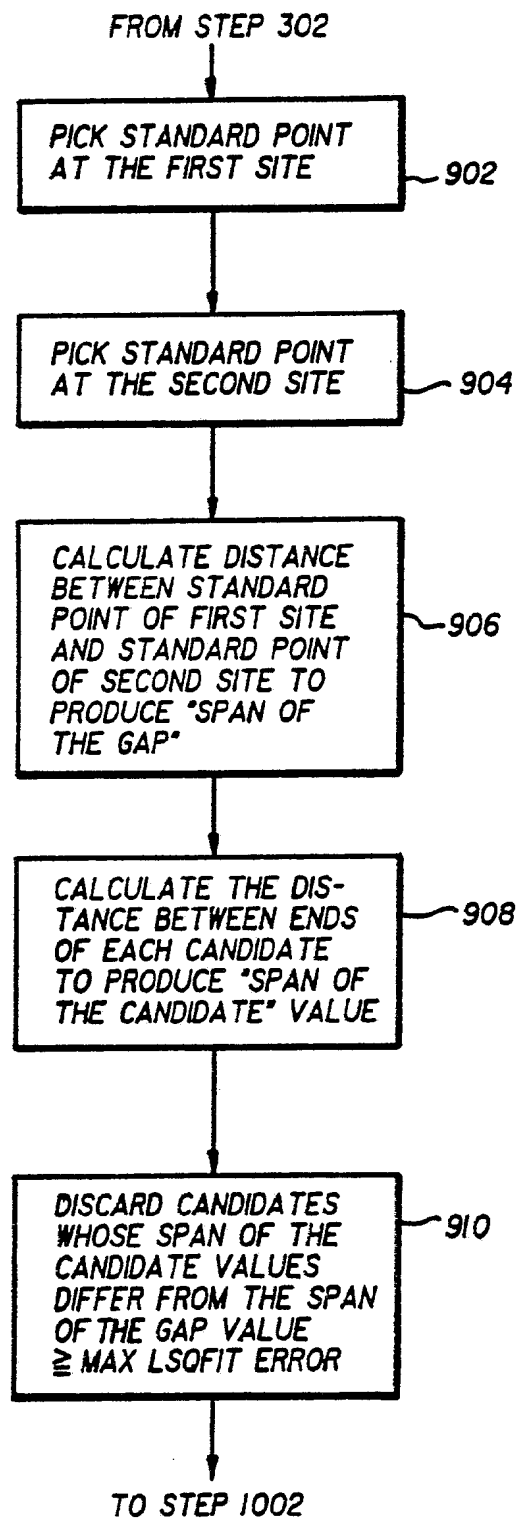 FROM STEP 302
PICK STANDARD POINT
AT THE FIRST SITE
902
PICK STANDARD POINT
AT THE SECOND SITE
904
CALCULATE DISTANCE
BETWEEN STANDARD
POINT OF FIRST SITE
AND STANDARD POINT
OF SECOND SITE TO
PRODUCE "SPAN OF
THE GAP"
906
CALCULATE THE DIS-
TANCE BETWEEN ENDS
OF EACH CANDIDATE
TO PRODUCE "SPAN OF
THE CANDIDATE" VALUE
908
DISCARD CANDIDATES
WHOSE SPAN OF THE
CANDIDATE VALUES
DIFFER FROM THE SPAN
OF THE GAP VALUE
≧ MAX LSQFIT ERROR
910
TO STEP 1002